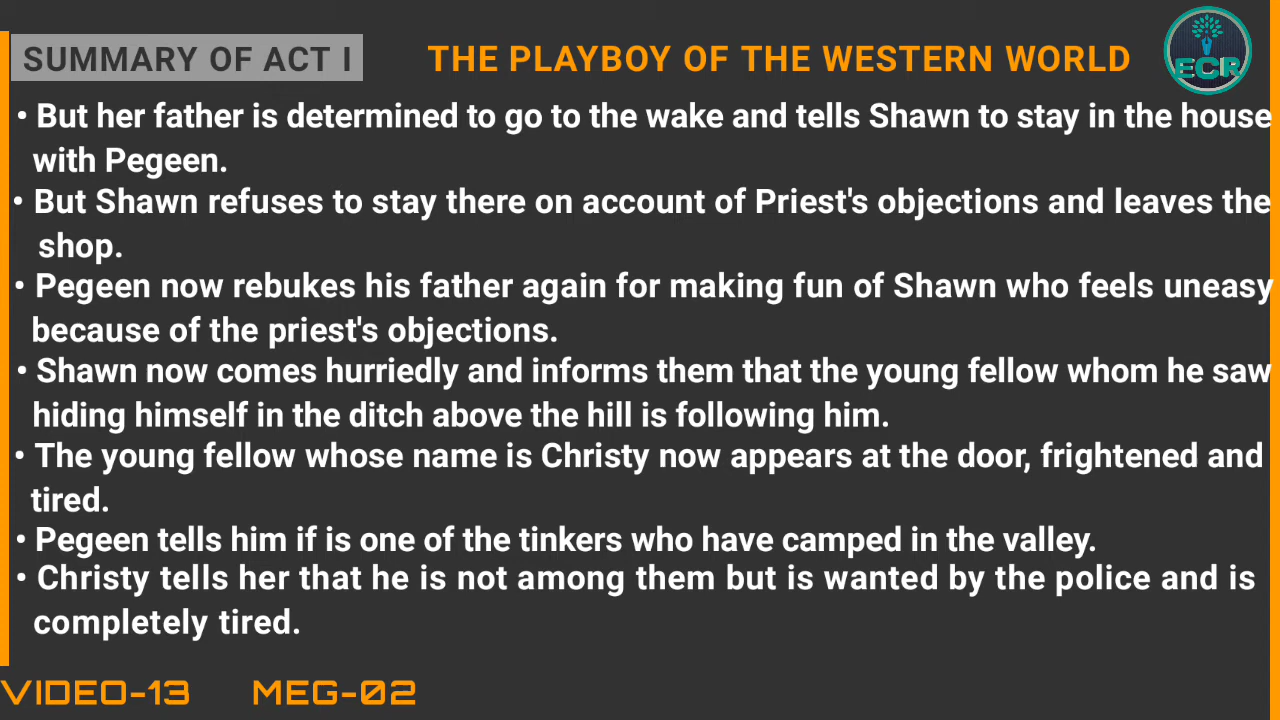 SUMMARY OF ACT I
THE PLAYBOY OF THE WESTERN WORLD
ECR
• But her father is determined to go to the wake and tells Shawn to stay in the house
with Pegeen.
• But Shawn refuses to stay there on account of Priest's objections and leaves the
shop.
• Pegeen now rebukes his father again for making fun of Shawn who feels uneasy
because of the priest's objections.
• Shawn now comes hurriedly and informs them that the young fellow whom he saw
hiding himself in the ditch above the hill is following him.
• The young fellow whose name is Christy now appears at the door, frightened and
tired.
• Pegeen tells him if is one of the tinkers who have camped in the valley.
• Christy tells her that he is not among them but is wanted by the police and is
completely tired.
VIDEO-13 MEG-02